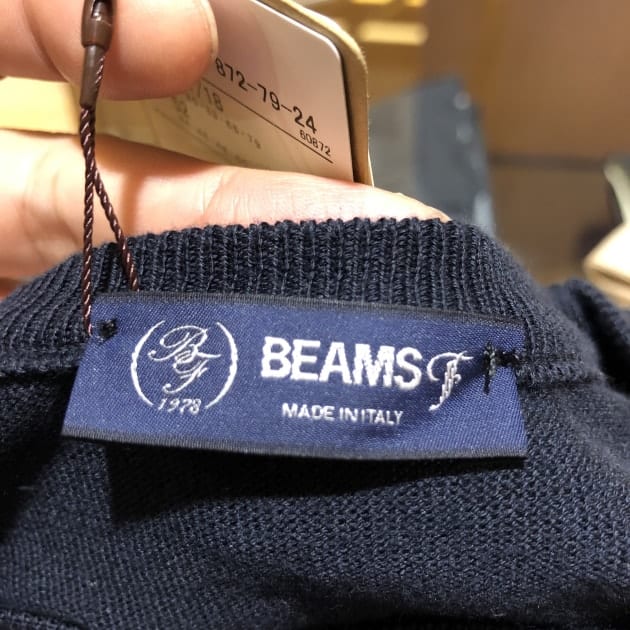 872-79-24
60872
BF
1978
BEAMS F
MADE IN ITALY